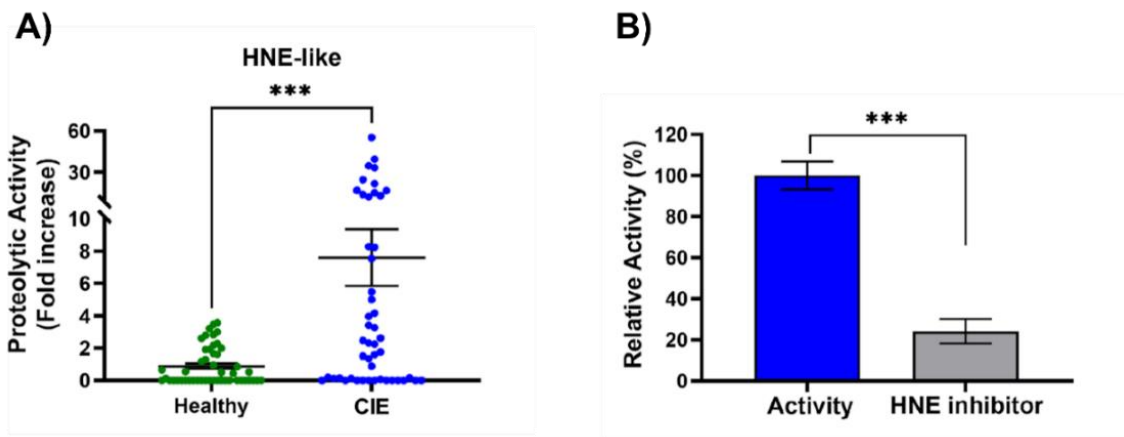 A)
HNE-like
***
Proteolytic Activity
(Fold increase)
60
30
10
8
6
4
2
0
Healthy
CIE
B)
***
Relative Activity (%)
120
100
80
60
40
20
0
Activity
HNE inhibitor